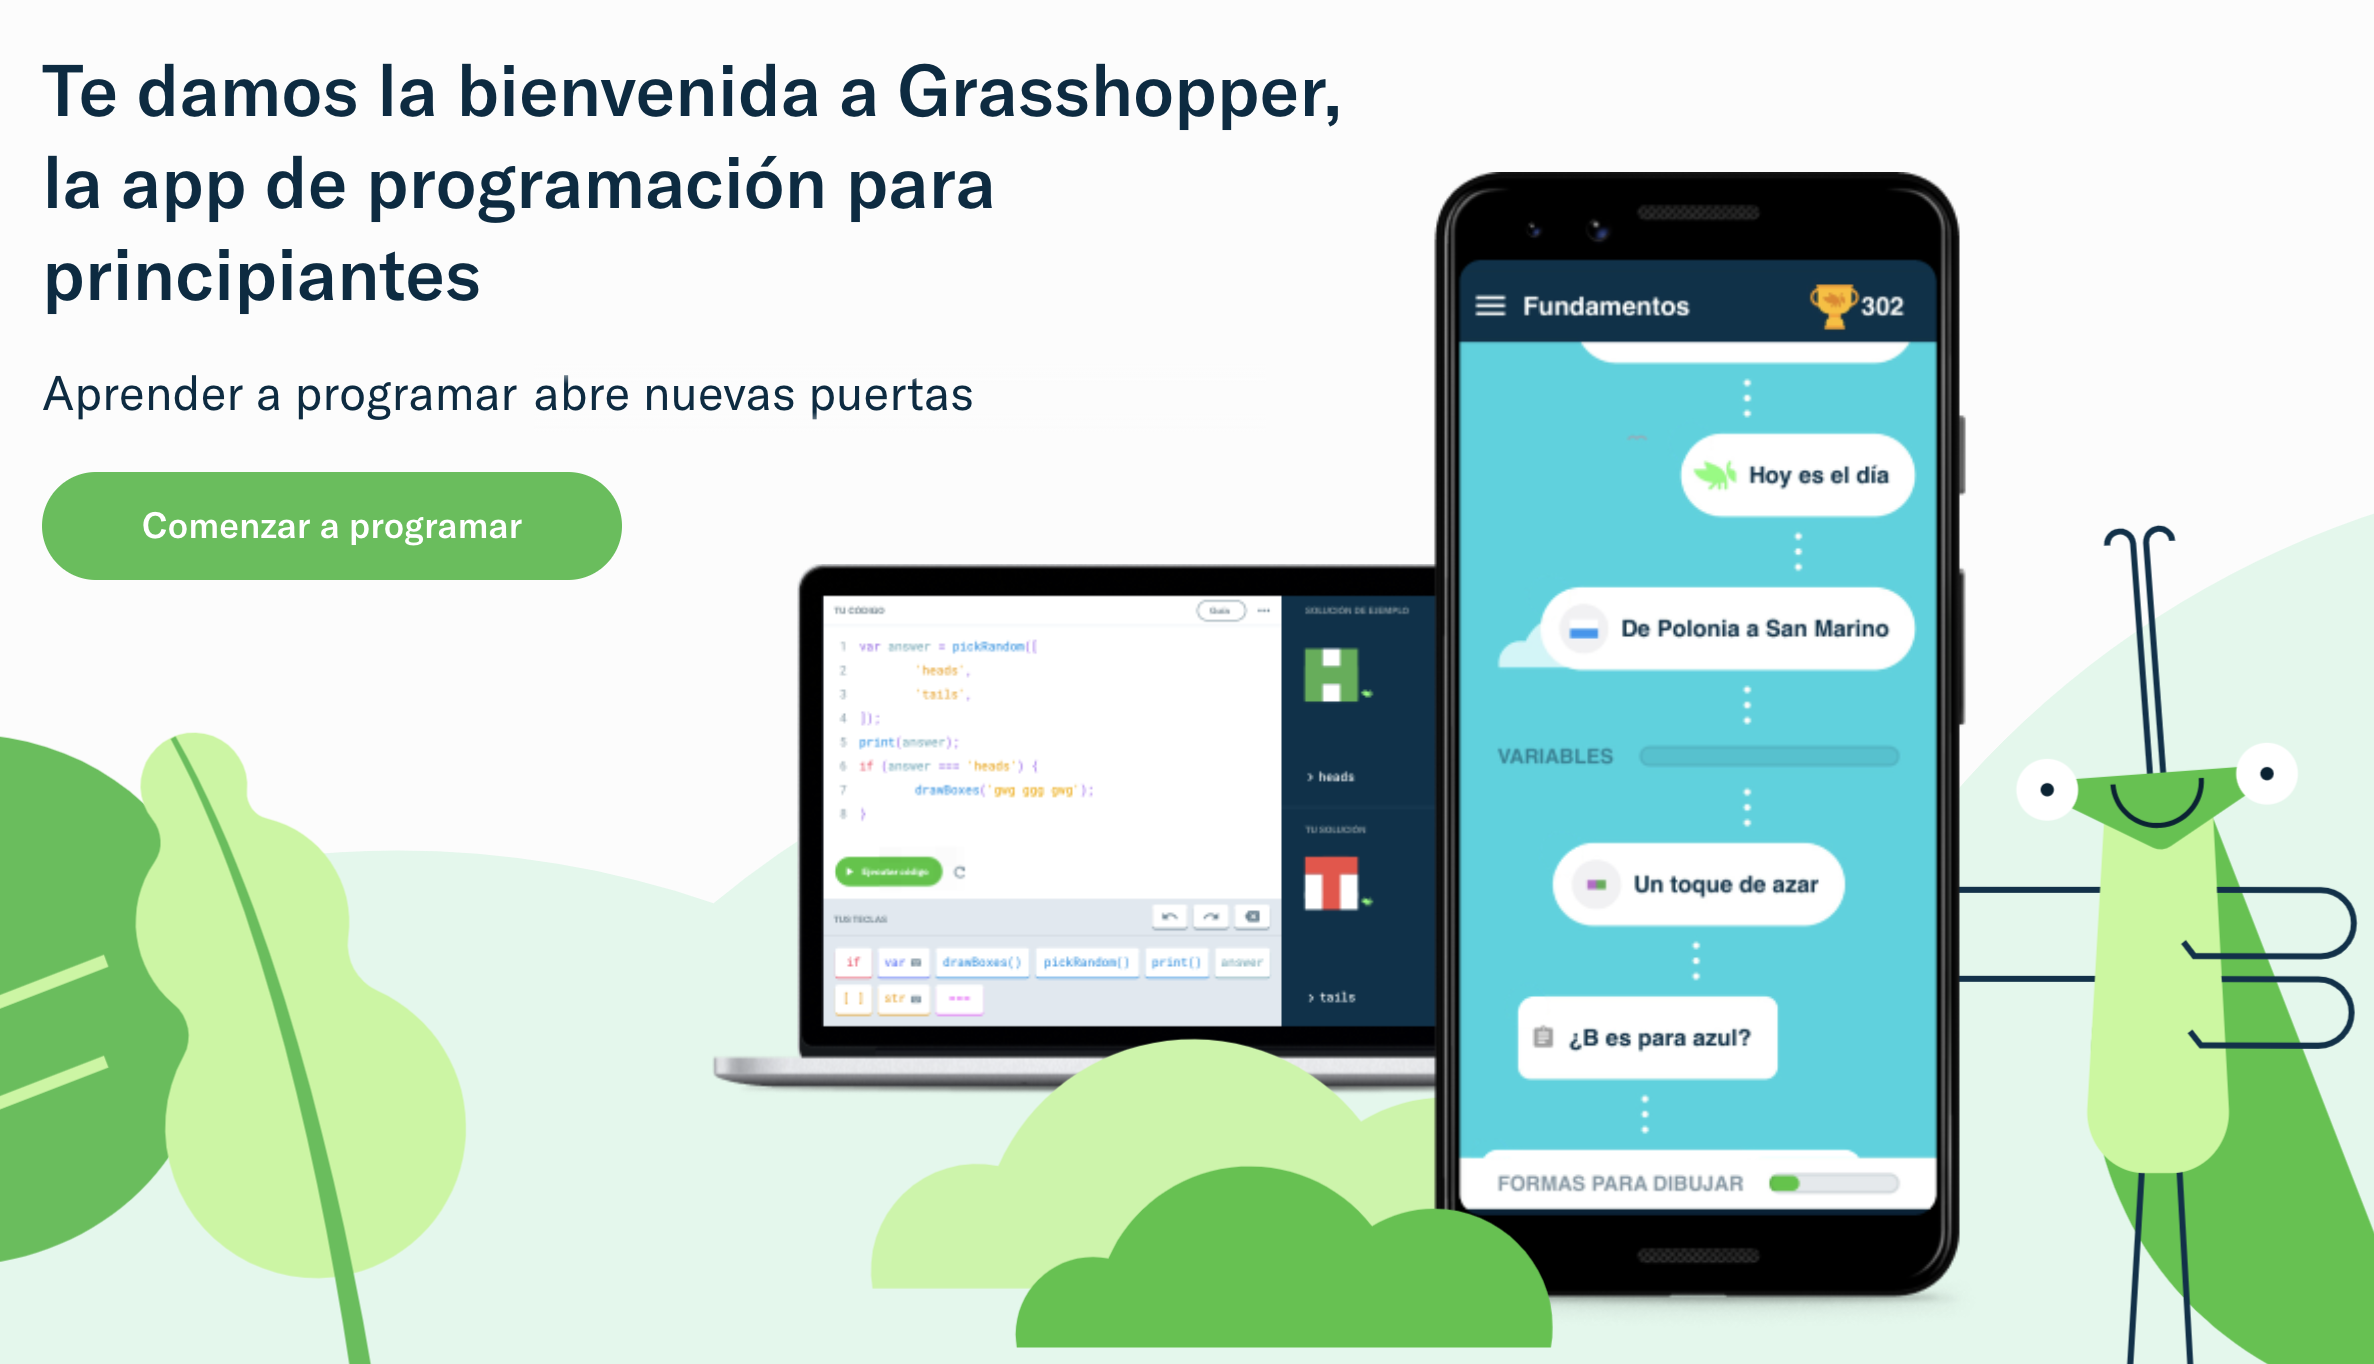 Te damos la bienvenida a Grasshopper,
la app de programación para
principiantes
Aprender a programar abre nuevas puertas
Comenzar a programar
TU CÓDIGO
Guía
1 var answer = pickRandom([
2 'heads',
3 'tails',
4 ]);
5 print(answer);
6 if (answer === 'heads') {
7 drawBoxes('gwg ggg gwg');
8 }
Ejecutar código
TUS TECLAS
if var drawBoxes() pickRandom() print() answer
[ ] str ===
SOLUCIÓN DE EJEMPLO
> heads
TU SOLUCIÓN
> tails
Fundamentos 302
Hoy es el día
De Polonia a San Marino
VARIABLES
Un toque de azar
¿B es para azul?
FORMAS PARA DIBUJAR